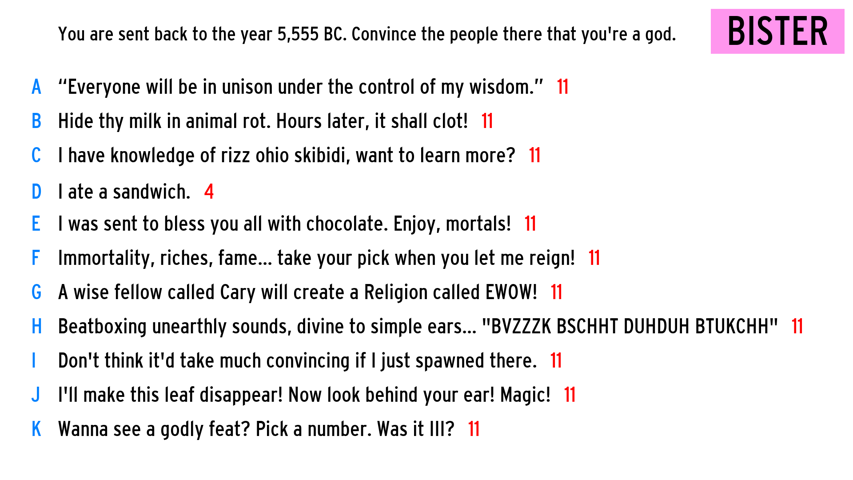 You are sent back to the year 5,555 BC. Convince the people there that you're a god.
BISTER
A “Everyone will be in unison under the control of my wisdom.” 11
B Hide thy milk in animal rot. Hours later, it shall clot! 11
C I have knowledge of rizz ohio skibidi, want to learn more? 11
D I ate a sandwich. 4
E I was sent to bless you all with chocolate. Enjoy, mortals! 11
F Immortality, riches, fame... take your pick when you let me reign! 11
G A wise fellow called Cary will create a Religion called EWOW! 11
H Beatboxing unearthly sounds, divine to simple ears... "BVZZZK BSCHHT DUHDUH BTUKCHH" 11
I Don't think it'd take much convincing if I just spawned there. 11
J I'll make this leaf disappear! Now look behind your ear! Magic! 11
K Wanna see a godly feat? Pick a number. Was it III? 11